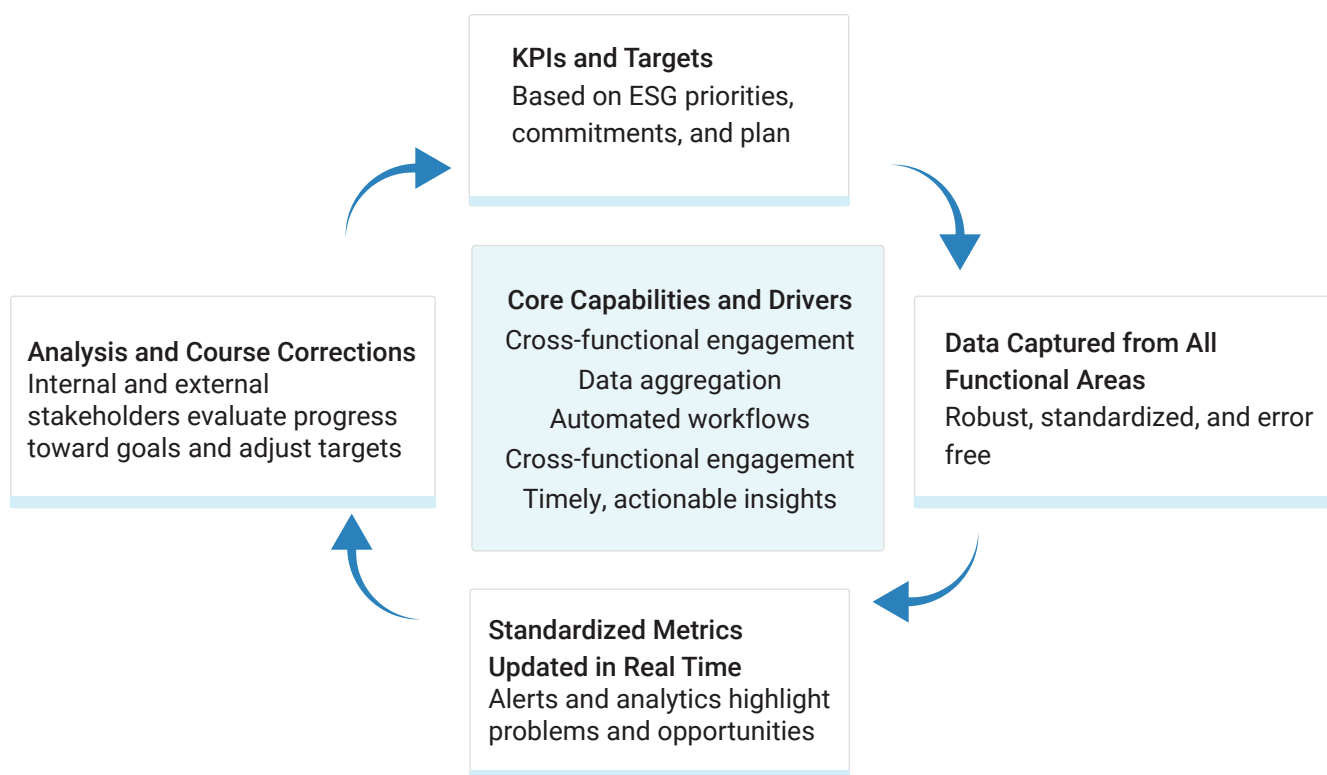 KPIs and Targets
Based on ESG priorities,
commitments, and plan
Core Capabilities and Drivers
Cross-functional engagement
Data aggregation
Automated workflows
Cross-functional engagement
Timely, actionable insights
Analysis and Course Corrections
Internal and external
stakeholders evaluate progress
toward goals and adjust targets
Data Captured from All
Functional Areas
Robust, standardized, and error
free
Standardized Metrics
Updated in Real Time
Alerts and analytics highlight
problems and opportunities